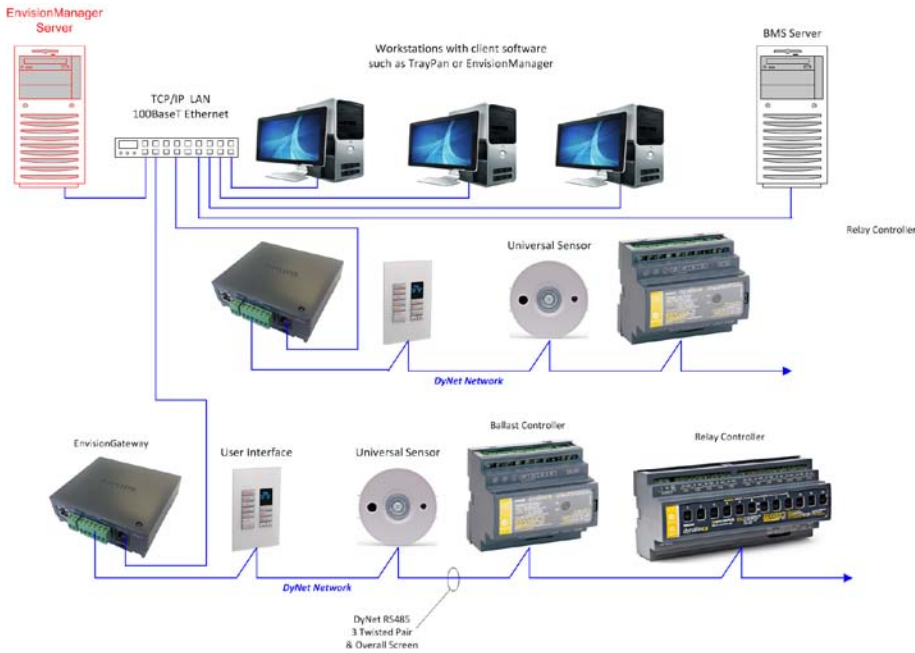 EnvisionManager
Server
Workstations with client software
such as TrayPan or EnvisionManager
BMS Server
TCP/IP LAN
100BaseT Ethernet
Relay Controller
Universal Sensor
DyNet Network
EnvisionGateway
User Interface
Universal Sensor
Ballast Controller
Relay Controller
dynalite
DyNet Network
DyNet RS485
3 Twisted Pair
& Overall Screen